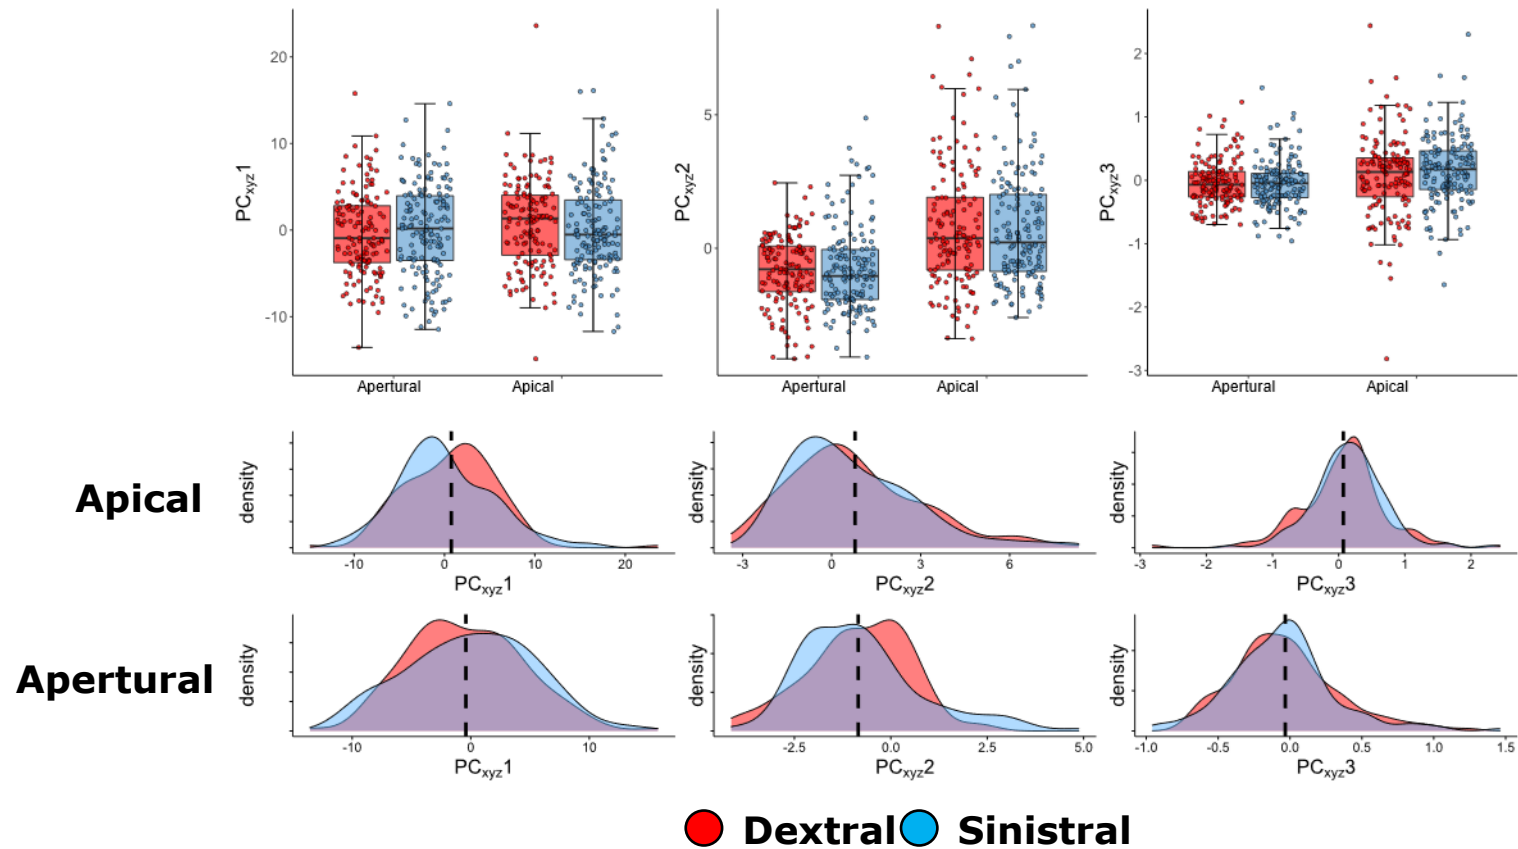 PCxyz1
20
10
0
-10
Apertural
Apical
PCxyz2
5
0
Apertural
Apical
PCxyz3
2
1
0
-1
-2
-3
Apertural
Apical
Apical
density
-10 0 10 20
PCxyz1
density
-3 0 3 6
PCxyz2
density
-3 -2 -1 0 1 2
PCxyz3
Apertural
density
-10 0 10
PCxyz1
density
-2.5 0.0 2.5 5.0
PCxyz2
density
-1.0 -0.5 0.0 0.5 1.0 1.5
PCxyz3
Dextral Sinistral